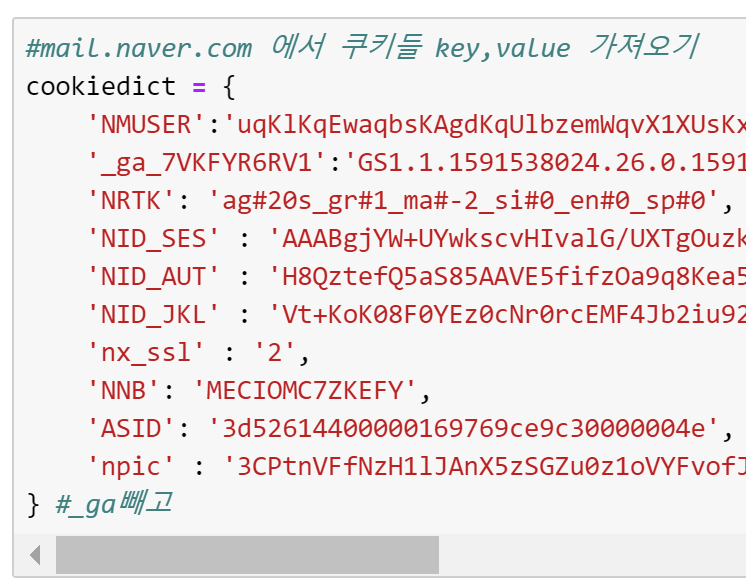 #mail.naver.com 에서 쿠키들 key,value 가져오기
cookiedict = {
'NMUSER':'uqKlKqEwaqbsKAgdKqUlbzemWqvX1XUsKx
'_ga_7VKFYR6RV1':'GS1.1.1591538024.26.0.1591
'NRTK': 'ag#20s_gr#1_ma#-2_si#0_en#0_sp#0',
'NID_SES' : 'AAABgjYW+UYwkscvHIvalG/UXTgOuzk
'NID_AUT' : 'H8QztefQ5aS85AAVE5fifzOa9q8Kea5
'NID_JKL' : 'Vt+KoK08F0YEz0cNr0rcEMF4Jb2iu92
'nx_ssl' : '2',
'NNB': 'MECIOMC7ZKEFY',
'ASID': '3d52614400000169769ce9c30000004e',
'npic' : '3CPtnVFfNzH1lJAnX5zSGZu0z1oVYFvofJ
} #_ga빼고